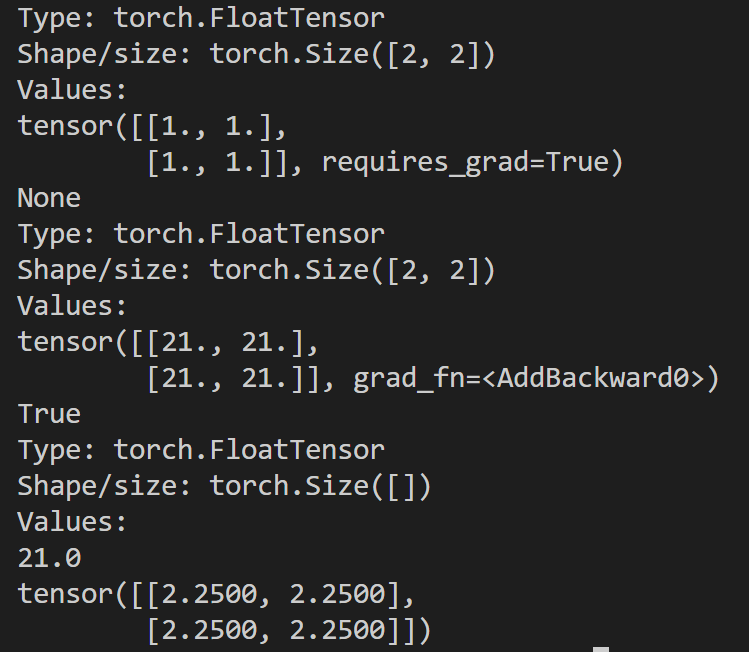 Type: torch.FloatTensor
Shape/size: torch.Size([2, 2])
Values:
tensor([[1., 1.],
        [1., 1.]], requires_grad=True)
None
Type: torch.FloatTensor
Shape/size: torch.Size([2, 2])
Values:
tensor([[21., 21.],
        [21., 21.]], grad_fn=<AddBackward0>)
True
Type: torch.FloatTensor
Shape/size: torch.Size([])
Values:
21.0
tensor([[2.2500, 2.2500],
        [2.2500, 2.2500]])